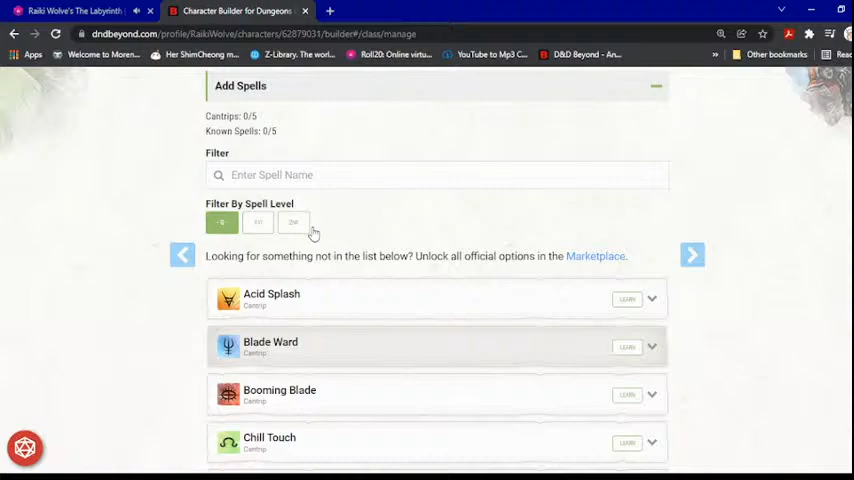 Raiki Wolve's The Labyrinth
Character Builder for Dungeons
dndbeyond.com/profile/RaikiWolve/characters/62879031/builder#/class/manage
Apps
Welcome to Moren...
Her ShimCheong m...
Z-Library. The worl...
Roll20: Online virtu...
YouTube to Mp3 C...
D&D Beyond - An...
Other bookmarks
Add Spells
Cantrips: 0/5
Known Spells: 0/5
Filter
Enter Spell Name
Filter By Spell Level
- 0 -
1ST
2ND
Looking for something not in the list below? Unlock all official options in the Marketplace.
Acid Splash
Cantrip
LEARN
Blade Ward
Cantrip
LEARN
Booming Blade
Cantrip
LEARN
Chill Touch
Cantrip
LEARN